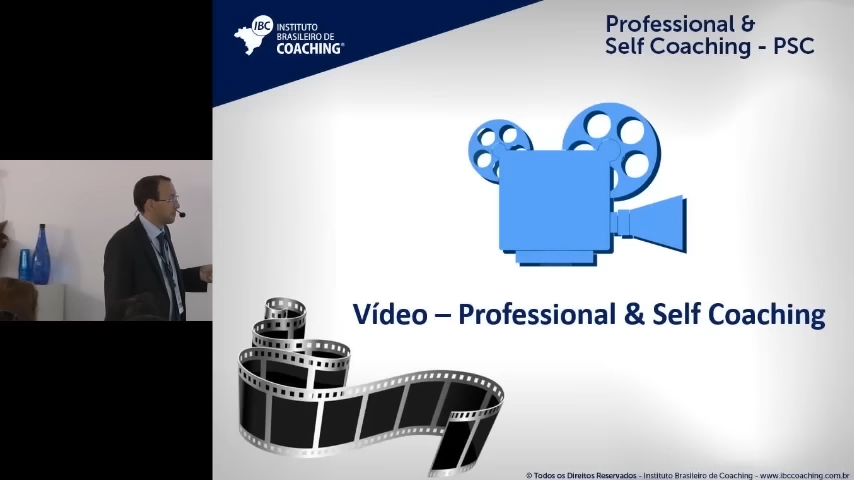 IBC
INSTITUTO
BRASILEIRO DE
COACHING®
Professional &
Self Coaching - PSC
Vídeo – Professional & Self Coaching
© Todos os Direitos Reservados - Instituto Brasileiro de Coaching - www.ibccoaching.com.br